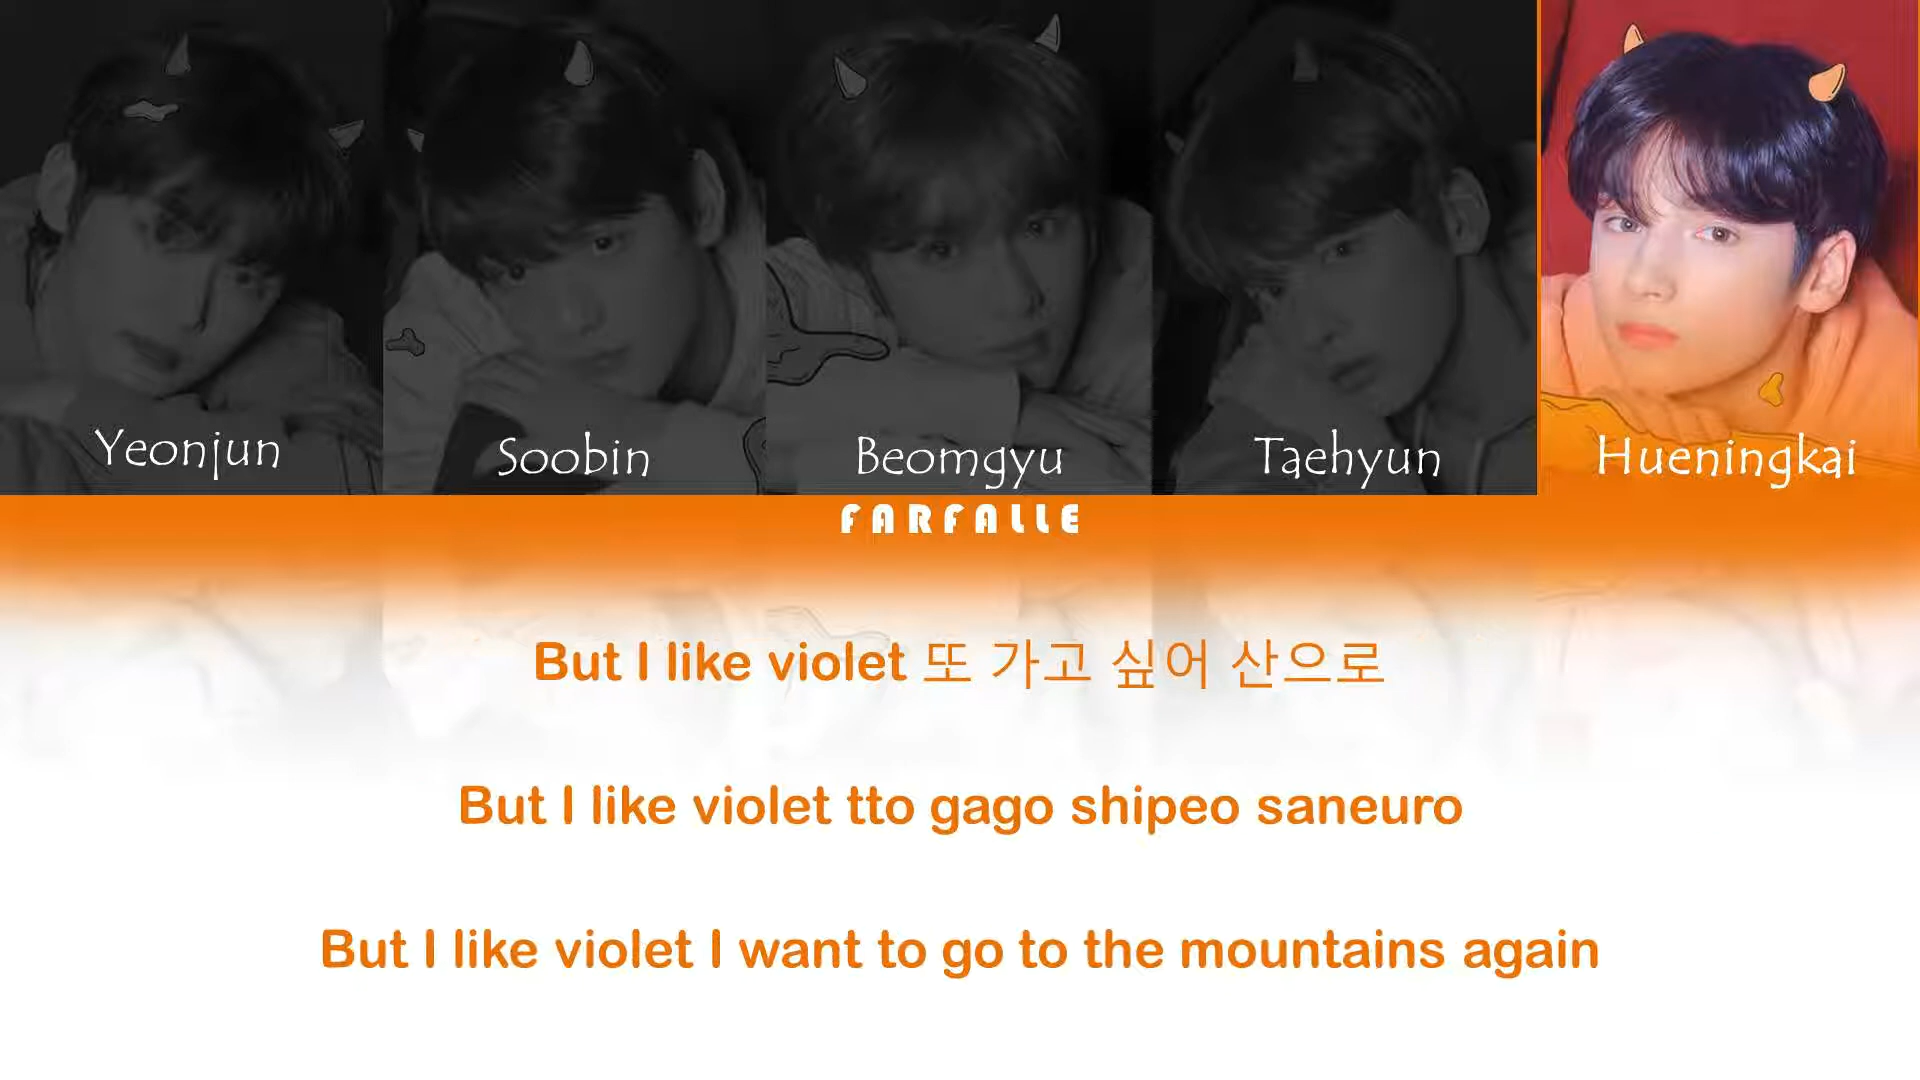 Yeonjun
Soobin
Beomgyu
Taehyun
Hueningkai
FARFALLE
But I like violet 또 가고 싶어 산으로
But I like violet tto gago shipeo saneuro
But I like violet I want to go to the mountains again